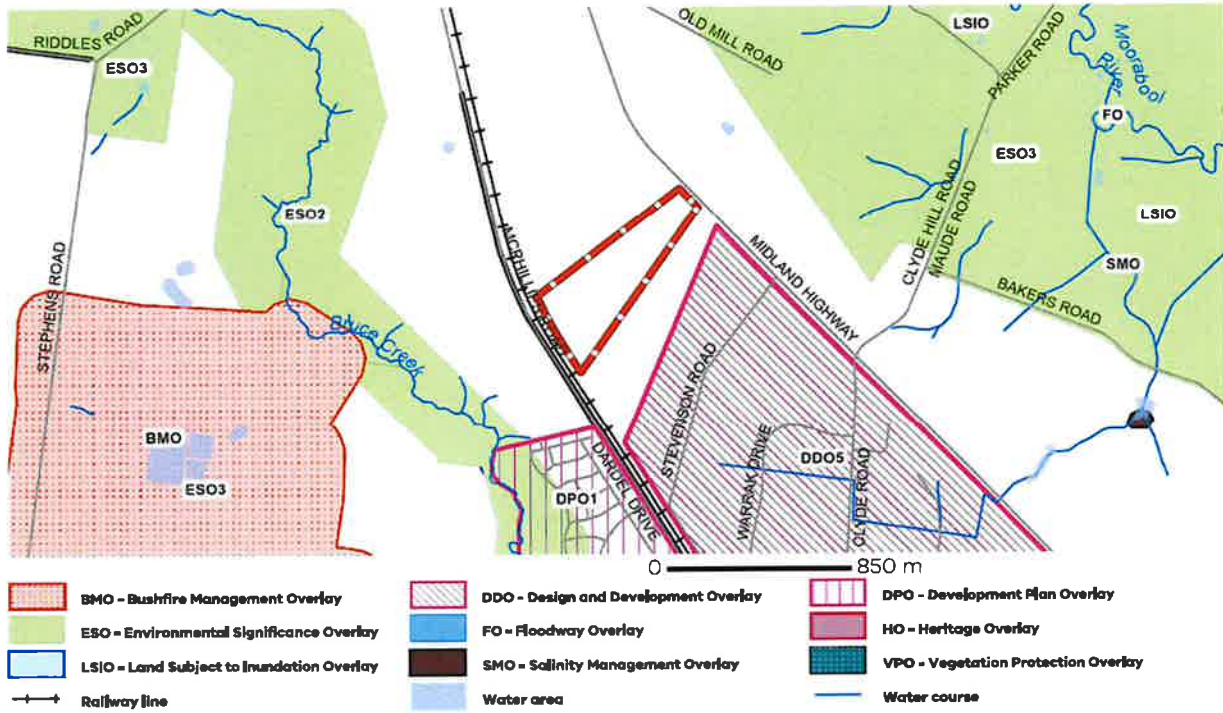 RIDDLES ROAD
ESO3
OLD MILL ROAD
LSIO
PARKER ROAD
Moorabool
River
FO
ESO3
ESO2
LSIO
CLYDE HILL ROAD
MAUDE ROAD
MIDLAND HIGHWAY
SMO
BAKERS ROAD
STEPHENS ROAD
Bruce Creek
STEVENSON ROAD
BMO
ESO3
DPO1
DARDEL DRIVE
WARRAK DRIVE
DDO5
CLYDE ROAD
0 850 m
BMO - Bushfire Management Overlay
DDO - Design and Development Overlay
DPO - Development Plan Overlay
ESO - Environmental Significance Overlay
FO - Floodway Overlay
HO - Heritage Overlay
LSIO - Land Subject to Inundation Overlay
SMO - Salinity Management Overlay
VPO - Vegetation Protection Overlay
Railway line
Water area
Water course